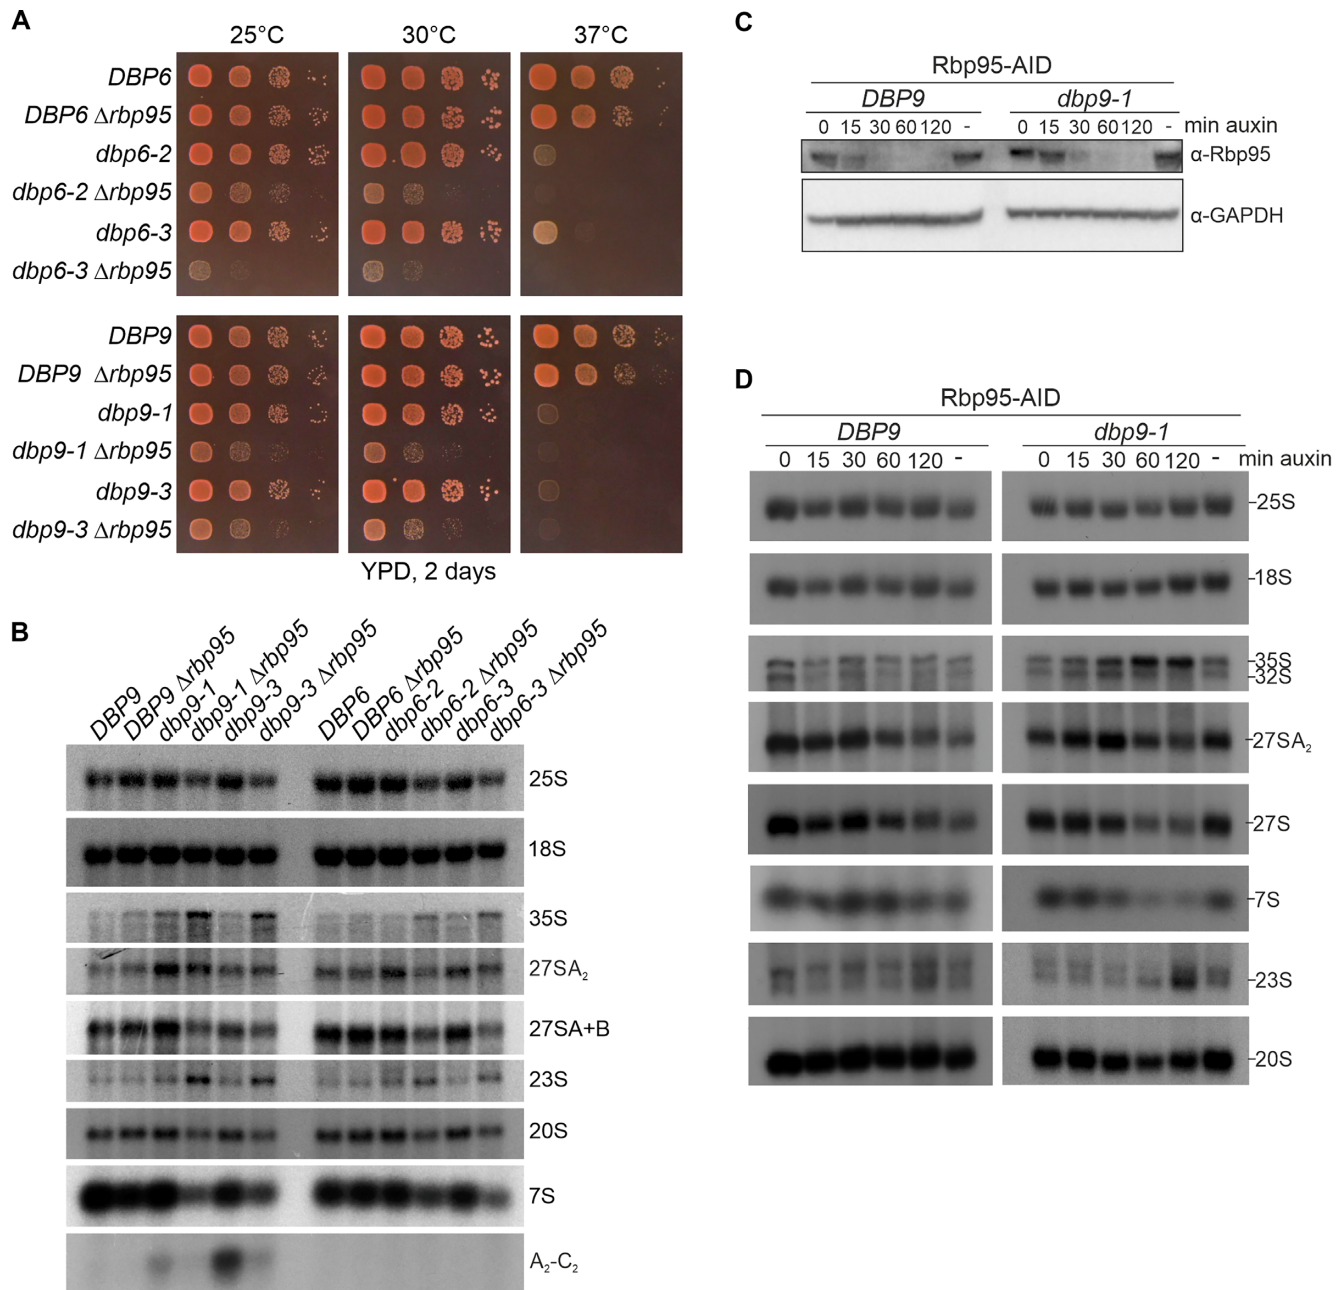 A
25°C 30°C 37°C
DBP6
DBP6 Δrbp95
dbp6-2
dbp6-2 Δrbp95
dbp6-3
dbp6-3 Δrbp95
DBP9
DBP9 Δrbp95
dbp9-1
dbp9-1 Δrbp95
dbp9-3
dbp9-3 Δrbp95
YPD, 2 days
B
DBP9
DBP9 Δrbp95
dbp9-1
dbp9-1 Δrbp95
dbp9-3
dbp9-3 Δrbp95
DBP6
DBP6 Δrbp95
dbp6-2
dbp6-2 Δrbp95
dbp6-3
dbp6-3 Δrbp95
25S
18S
35S
27SA₂
27SA+B
23S
20S
7S
A₂-C₂
C
Rbp95-AID
DBP9 dbp9-1
0 15 30 60 120 - 0 15 30 60 120 - min auxin
α-Rbp95
α-GAPDH
D
Rbp95-AID
DBP9 dbp9-1
0 15 30 60 120 - 0 15 30 60 120 - min auxin
25S
18S
35S
32S
27SA₂
27S
7S
23S
20S